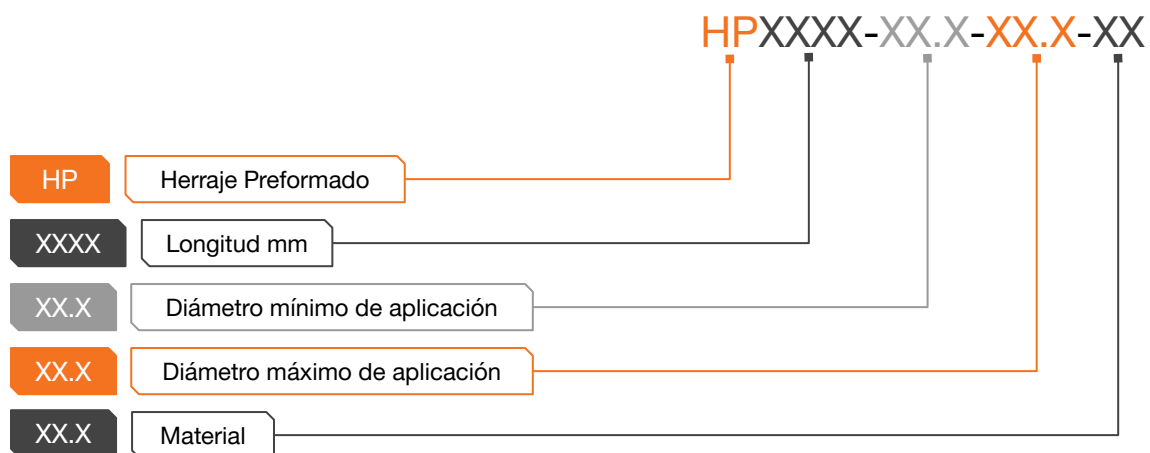 HPXXXX-XX.X-XX.X-XX
HP Herraje Preformado
XXXX Longitud mm
XX.X Diámetro mínimo de aplicación
XX.X Diámetro máximo de aplicación
XX.X Material